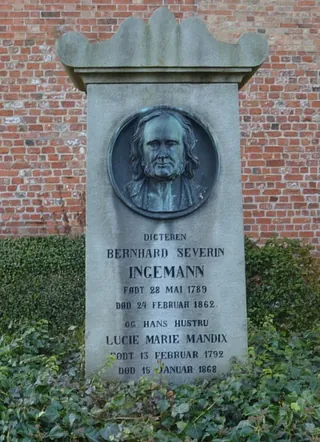 DIGTEREN
BERNHARD SEVERIN
INGEMANN
FØDT 28 MAI 1789
DØD 24 FEBRUAR 1862.
OG HANS HUSTRU
LUCIE MARIE MANDIX
FØDT 13 FEBRUAR 1792
DØD 15 JANUAR 1868